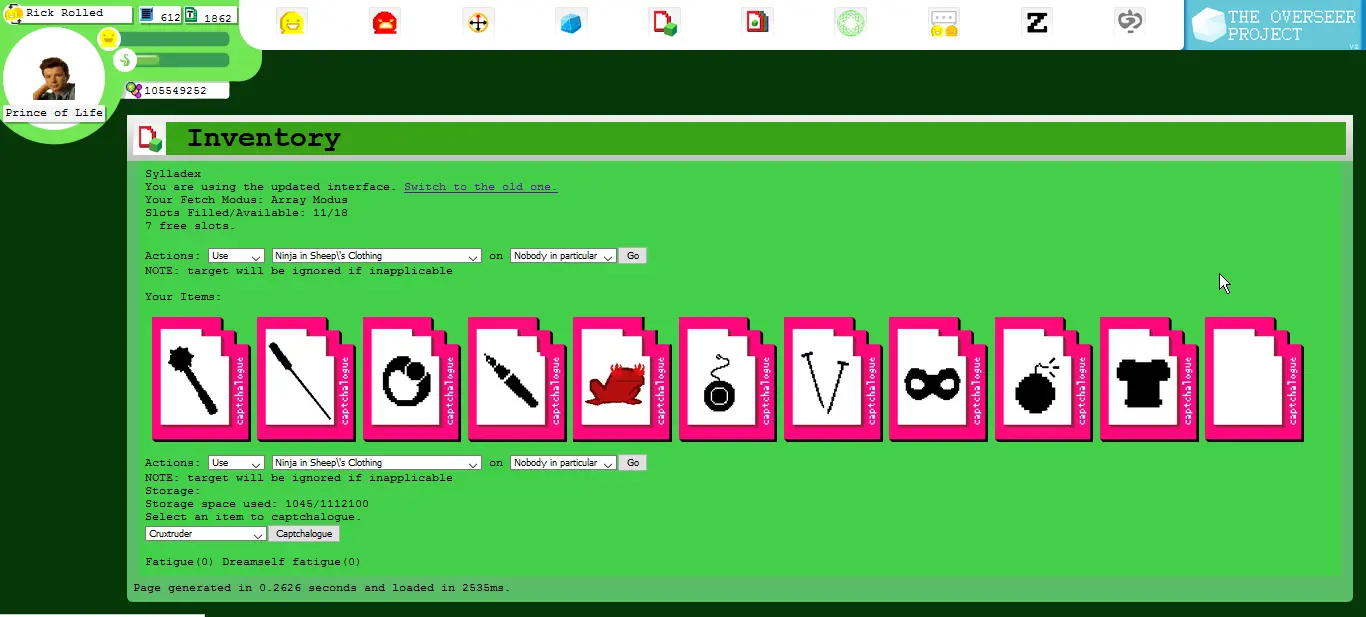 Rick Rolled
612
1862
THE OVERSEER
PROJECT
v2
105549252
Prince of Life
Inventory
Sylladex
You are using the updated interface. Switch to the old one.
Your Fetch Modus: Array Modus
Slots Filled/Available: 11/18
7 free slots.
Actions: Use Ninja in Sheep\'s Clothing on Nobody in particular Go
NOTE: target will be ignored if inapplicable
Your Items:
captchalogue captchalogue captchalogue captchalogue captchalogue captchalogue captchalogue captchalogue captchalogue captchalogue captchalogue
Actions: Use Ninja in Sheep\'s Clothing on Nobody in particular Go
NOTE: target will be ignored if inapplicable
Storage:
Storage space used: 1045/1112100
Select an item to captchalogue.
Cruxtruder Captchalogue
Fatigue(0) Dreamself fatigue(0)
Page generated in 0.2626 seconds and loaded in 2535ms.